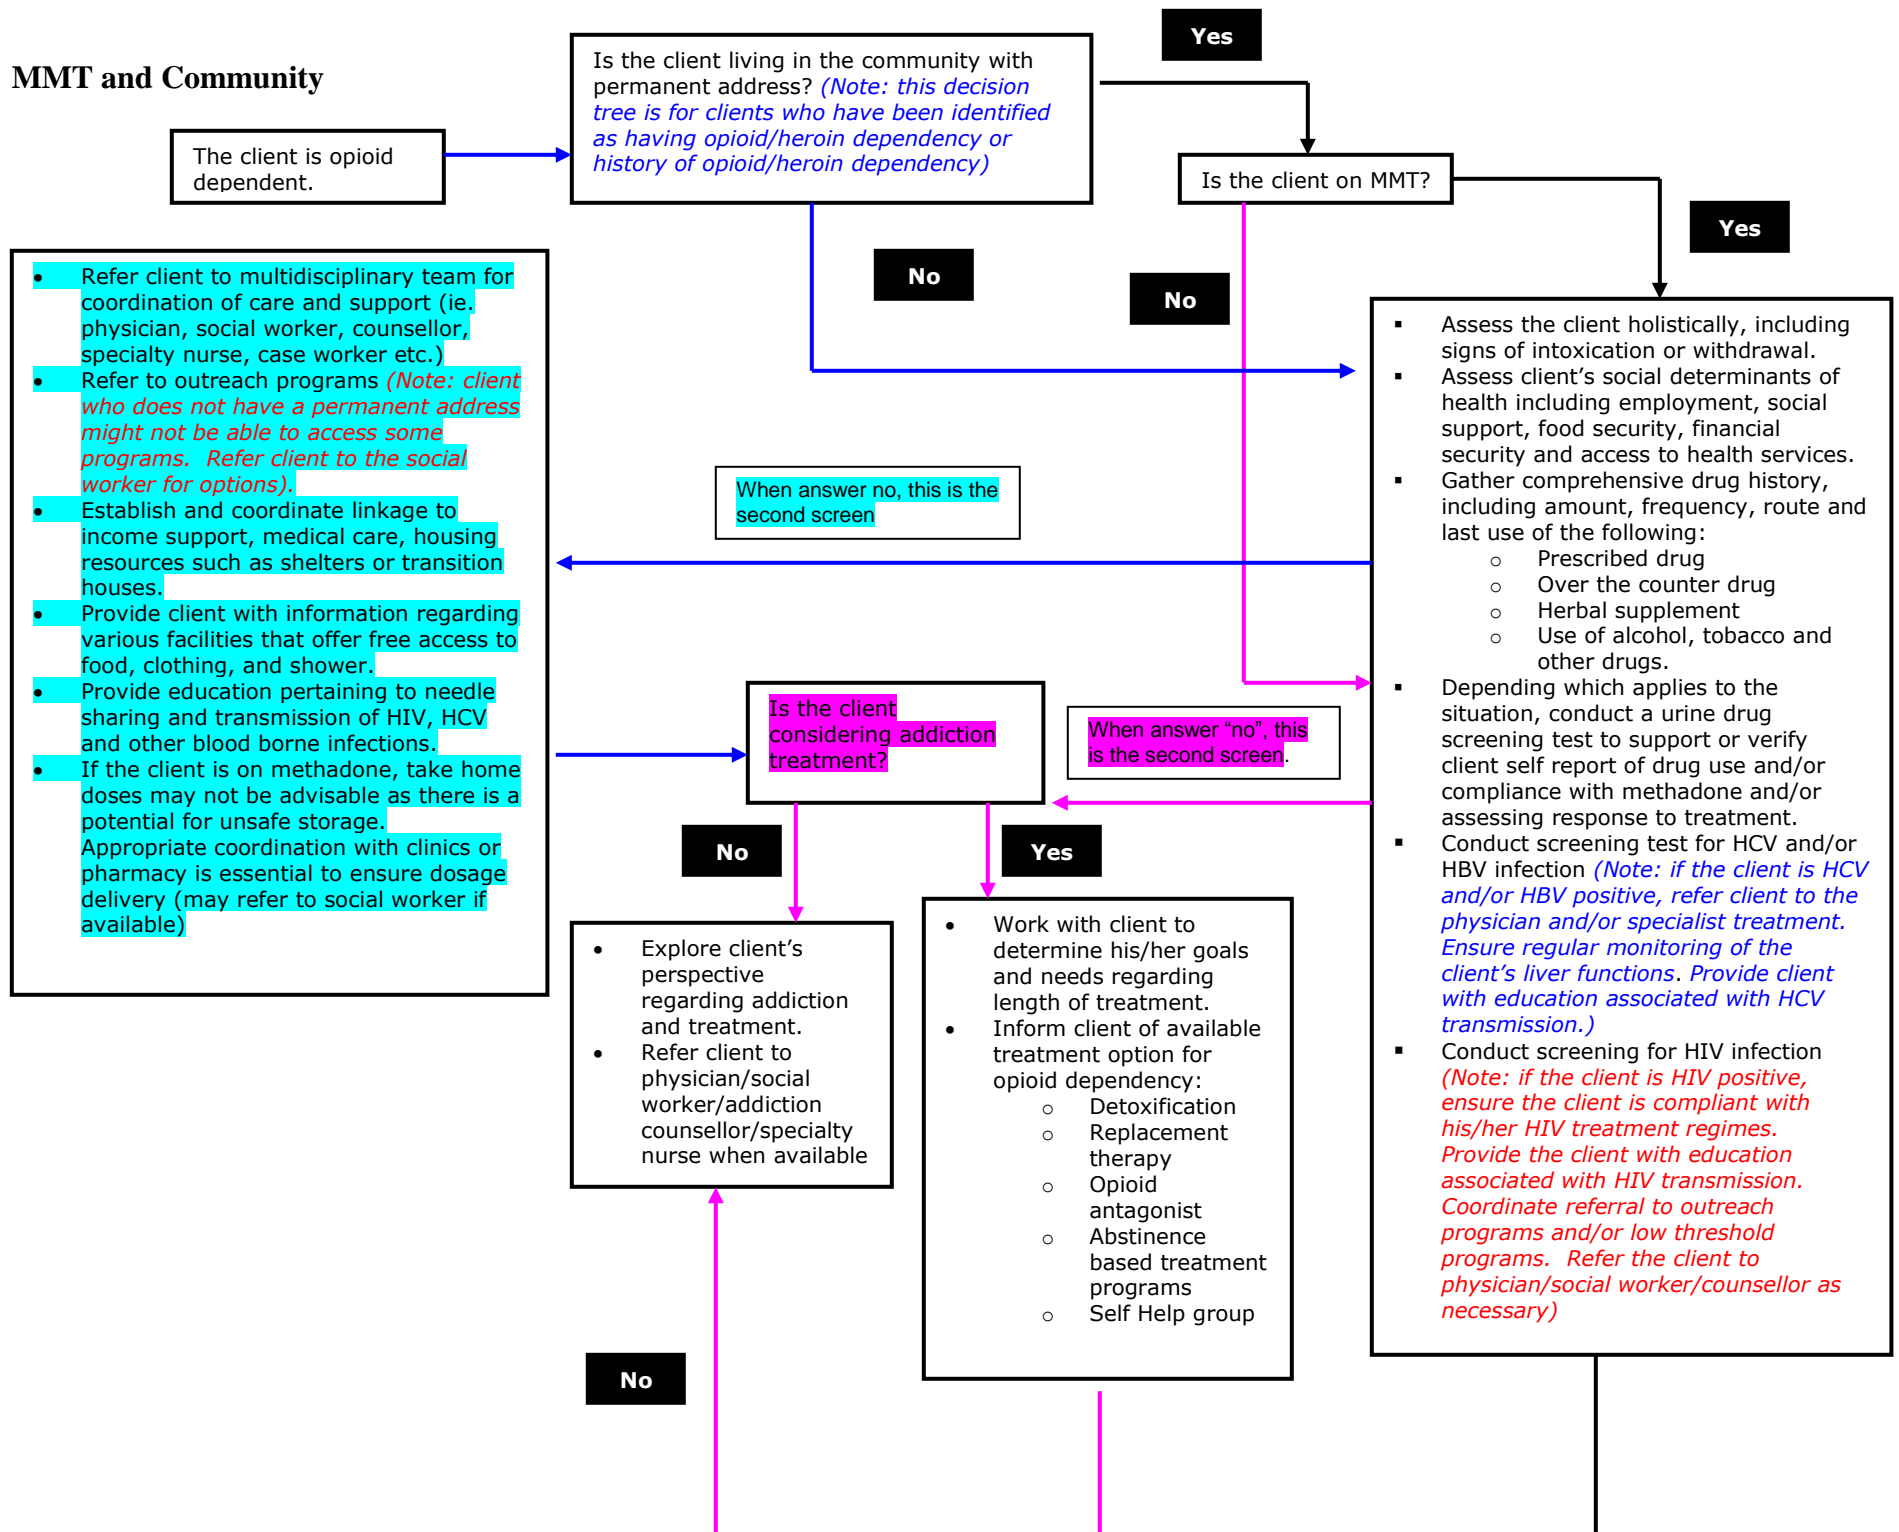 MMT and Community
The client is opioid
dependent.
Is the client living in the community with
permanent address? (Note: this decision
tree is for clients who have been identified
as having opioid/heroin dependency or
history of opioid/heroin dependency)
Yes
Is the client on MMT?
Yes
No
No
• Refer client to multidisciplinary team for
coordination of care and support (ie.
physician, social worker, counsellor,
specialty nurse, case worker etc.)
• Refer to outreach programs (Note: client
who does not have a permanent address
might not be able to access some
programs. Refer client to the social
worker for options).
• Establish and coordinate linkage to
income support, medical care, housing
resources such as shelters or transition
houses.
• Provide client with information regarding
various facilities that offer free access to
food, clothing, and shower.
• Provide education pertaining to needle
sharing and transmission of HIV, HCV
and other blood borne infections.
• If the client is on methadone, take home
doses may not be advisable as there is a
potential for unsafe storage.
Appropriate coordination with clinics or
pharmacy is essential to ensure dosage
delivery (may refer to social worker if
available)
When answer no, this is the
second screen
▪ Assess the client holistically, including
signs of intoxication or withdrawal.
▪ Assess client’s social determinants of
health including employment, social
support, food security, financial
security and access to health services.
▪ Gather comprehensive drug history,
including amount, frequency, route and
last use of the following:
o Prescribed drug
o Over the counter drug
o Herbal supplement
o Use of alcohol, tobacco and
other drugs.
▪ Depending which applies to the
situation, conduct a urine drug
screening test to support or verify
client self report of drug use and/or
compliance with methadone and/or
assessing response to treatment.
▪ Conduct screening test for HCV and/or
HBV infection (Note: if the client is HCV
and/or HBV positive, refer client to the
physician and/or specialist treatment.
Ensure regular monitoring of the
client’s liver functions. Provide client
with education associated with HCV
transmission.)
▪ Conduct screening for HIV infection
(Note: if the client is HIV positive,
ensure the client is compliant with
his/her HIV treatment regimes.
Provide the client with education
associated with HIV transmission.
Coordinate referral to outreach
programs and/or low threshold
programs. Refer the client to
physician/social worker/counsellor as
necessary)
Is the client
considering addiction
treatment?
When answer “no”, this
is the second screen.
No
Yes
• Explore client’s
perspective
regarding addiction
and treatment.
• Refer client to
physician/social
worker/addiction
counsellor/specialty
nurse when available
• Work with client to
determine his/her goals
and needs regarding
length of treatment.
• Inform client of available
treatment option for
opioid dependency:
o Detoxification
o Replacement
therapy
o Opioid
antagonist
o Abstinence
based treatment
programs
o Self Help group
No